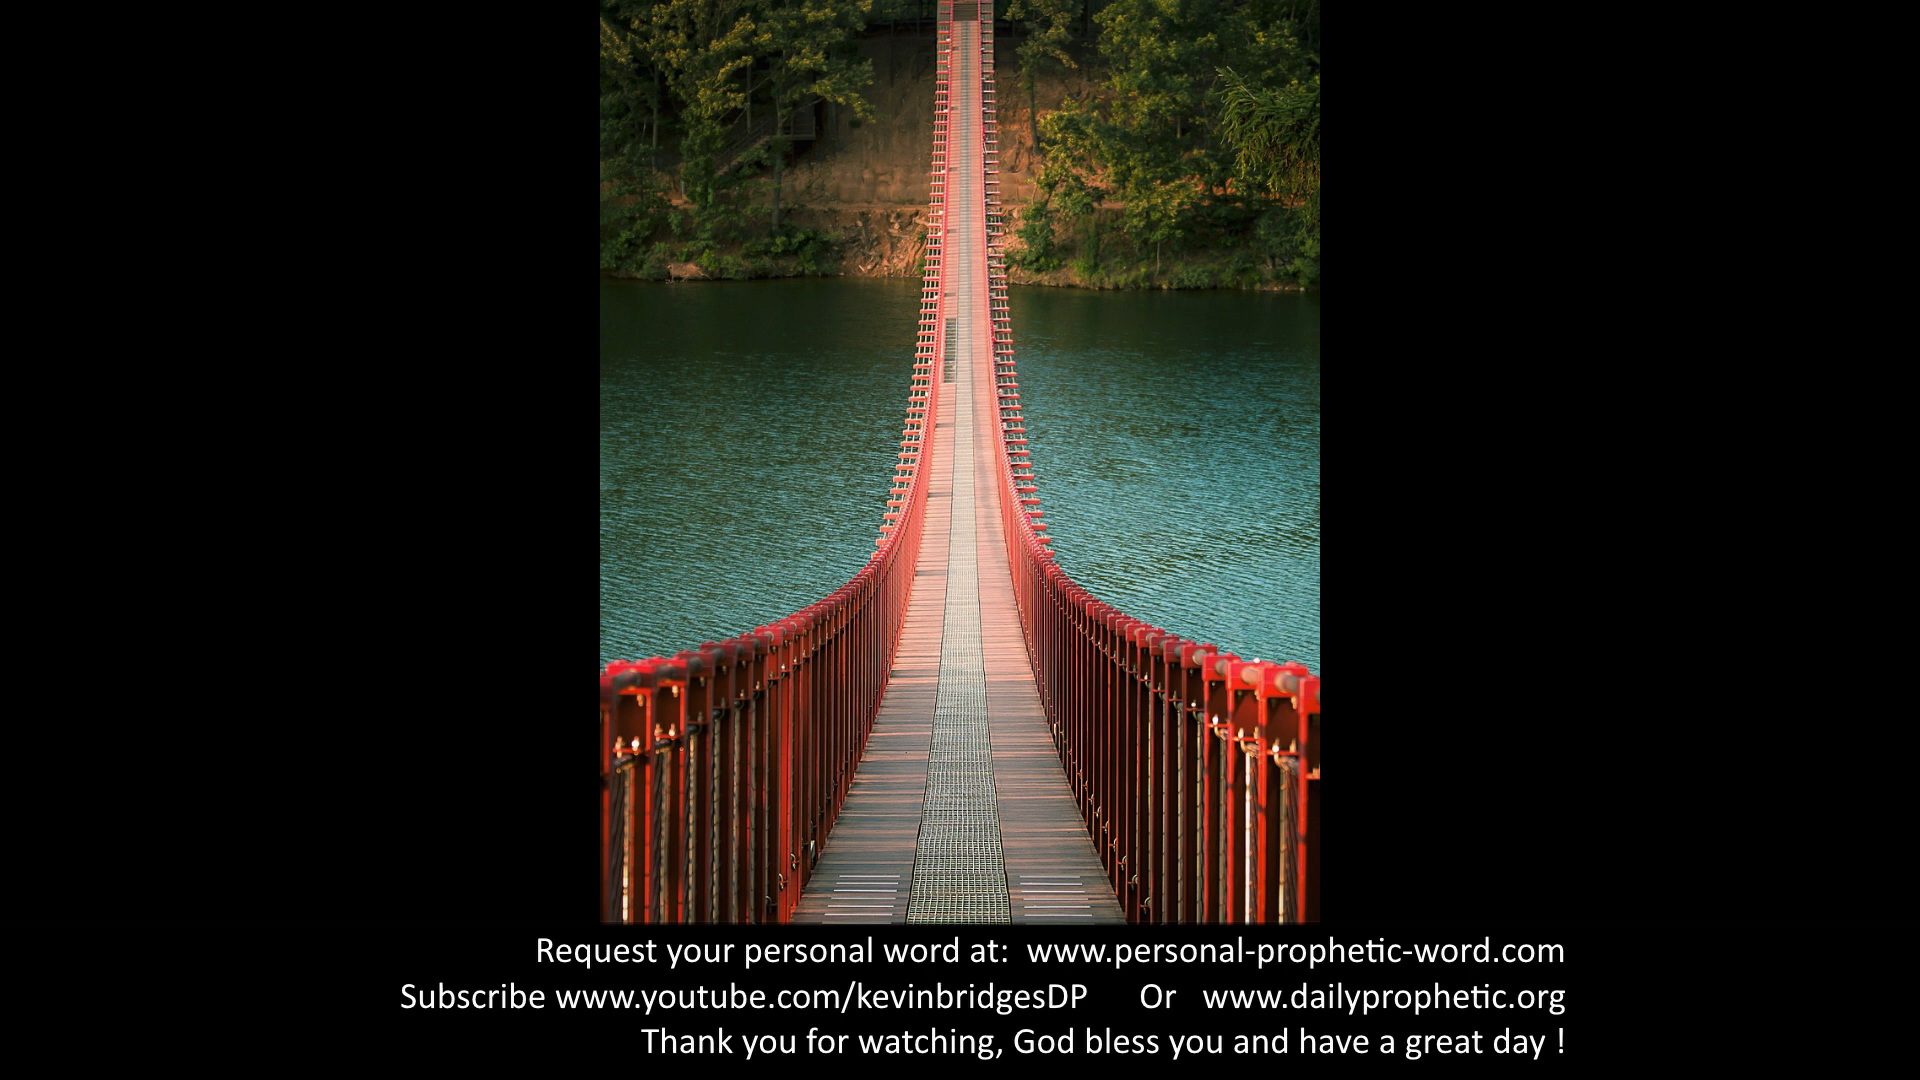 Request your personal word at: www.personal-prophetic-word.com
Subscribe www.youtube.com/kevinbridgesDP Or www.dailyprophetic.org
Thank you for watching, God bless you and have a great day !